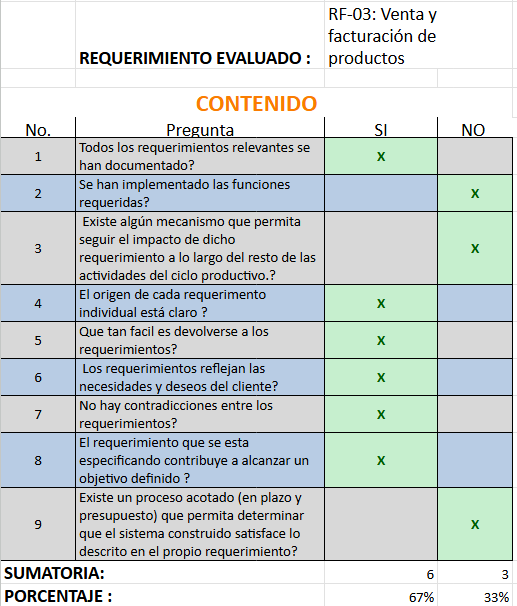 RF-03: Venta y
facturación de
REQUERIMIENTO EVALUADO : productos
CONTENIDO
No. Pregunta SI NO
Todos los requerimientos relevantes se
1 han documentado? X
Se han implementado las funciones
2 requeridas? X
Existe algún mecanismo que permita
seguir el impacto de dicho
3 requerimiento a lo largo del resto de las X
actividades del ciclo productivo.?
El origen de cada requerimento
4 individual está claro ? X
Que tan facil es devolverse a los
5 requerimientos? X
Los requerimientos reflejan las
6 necesidades y deseos del cliente? X
No hay contradicciones entre los
7 requerimientos? X
El requerimiento que se esta
8 especificando contribuye a alcanzar un X
objetivo definido ?
Existe un proceso acotado (en plazo y
presupuesto) que permita determinar
9 que el sistema construido satisface lo X
descrito en el propio requerimiento?
SUMATORIA: 6 3
PORCENTAJE : 67% 33%